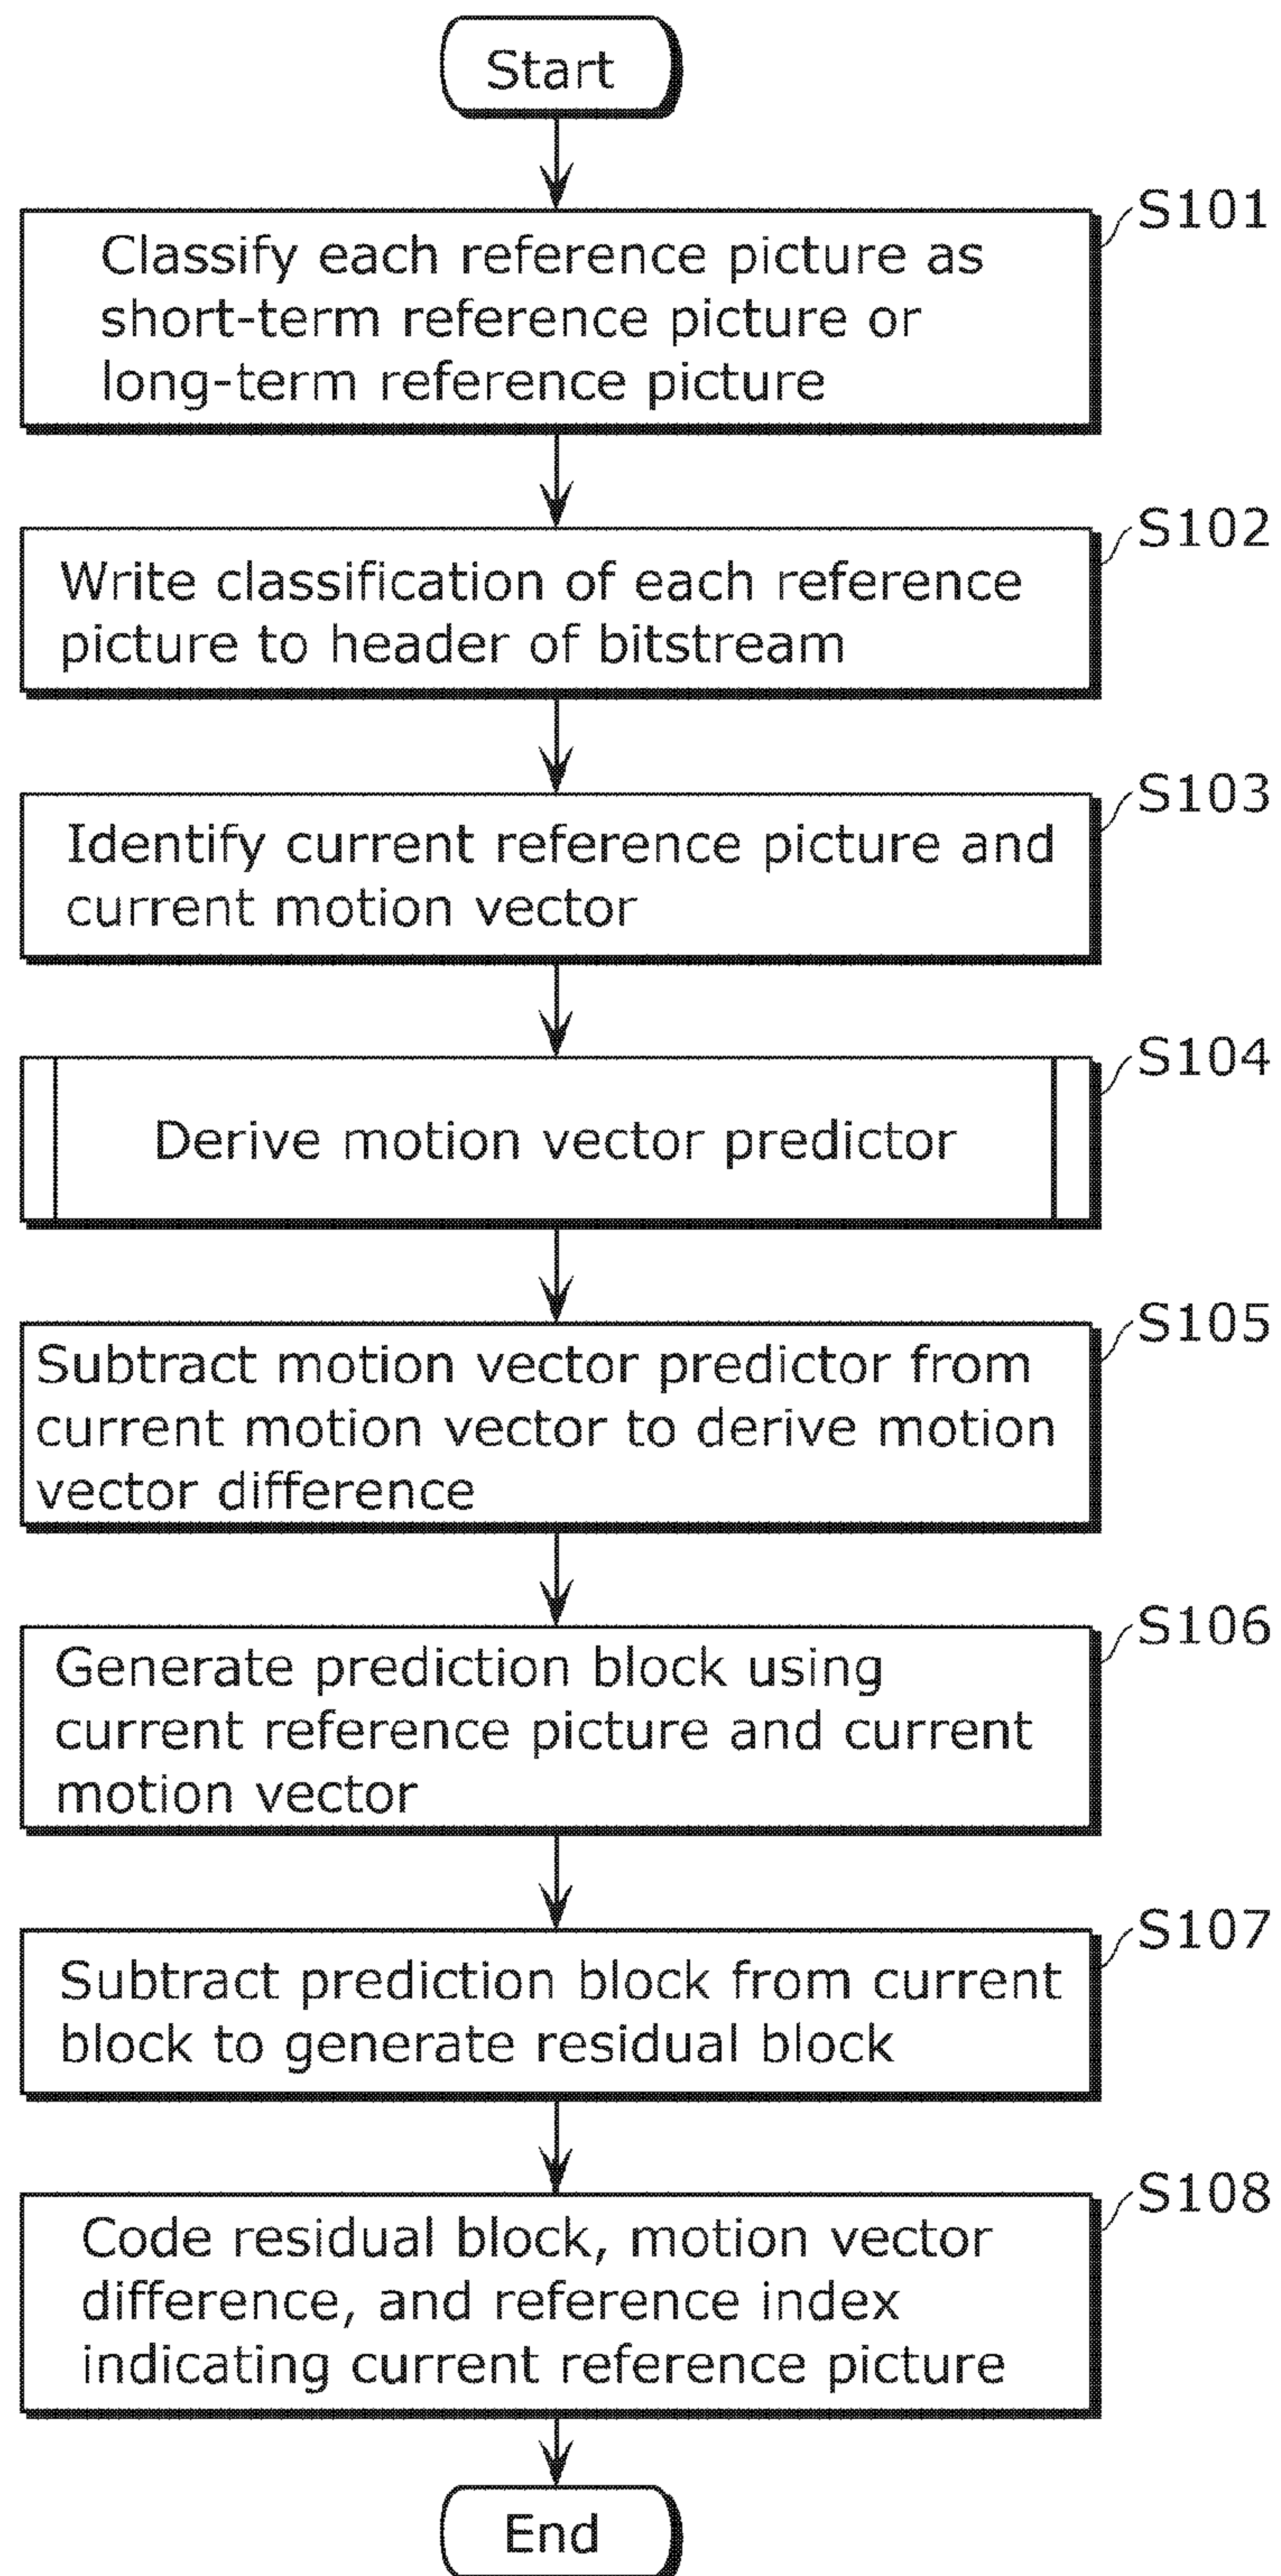 Start
S101
Classify each reference picture as
short-term reference picture or
long-term reference picture
S102
Write classification of each reference
picture to header of bitstream
S103
Identify current reference picture and
current motion vector
S104
Derive motion vector predictor
S105
Subtract motion vector predictor from
current motion vector to derive motion
vector difference
S106
Generate prediction block using
current reference picture and current
motion vector
S107
Subtract prediction block from current
block to generate residual block
S108
Code residual block, motion vector
difference, and reference index
indicating current reference picture
End